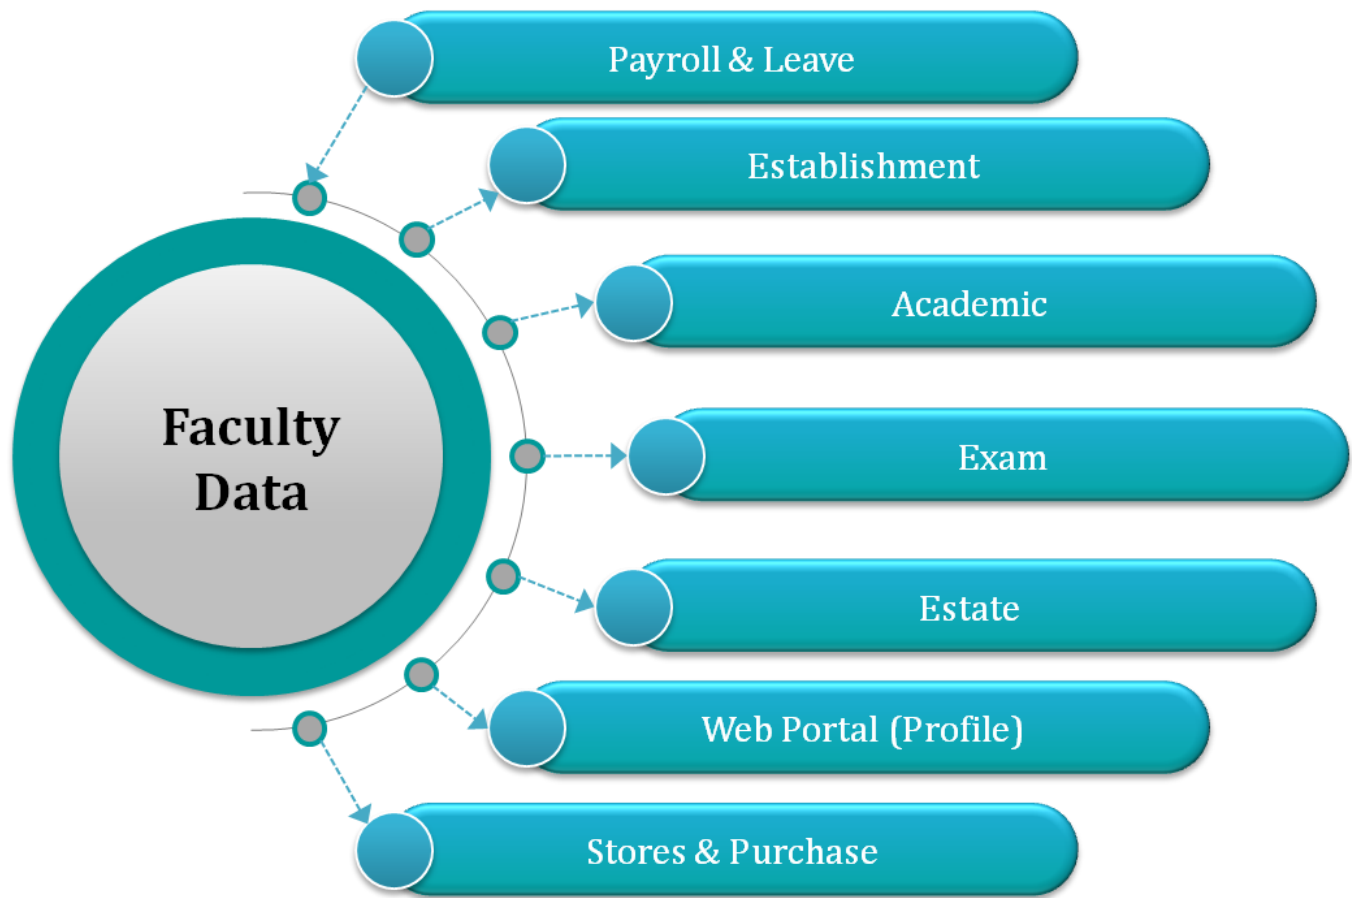 Payroll & Leave
Establishment
Academic
Faculty
Data
Exam
Estate
Web Portal (Profile)
Stores & Purchase